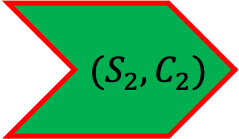 (S₂, C₂)